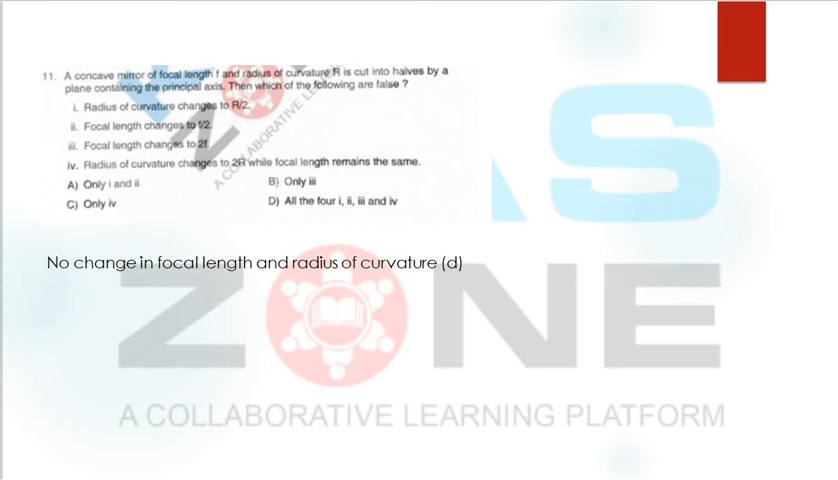 11. A concave mirror of focal length f and radius of curvature R is cut into halves by a
plane containing the principal axis. Then which of the following are false ?
i. Radius of curvature changes to R/2.
ii. Focal length changes to f/2.
iii. Focal length changes to 2f.
iv. Radius of curvature changes to 2R while focal length remains the same.
A) Only i and ii
B) Only iii
C) Only iv
D) All the four i, ii, iii and iv
No change in focal length and radius of curvature (d)
AS
ZONE
A COLLABORATIVE LEARNING PLATFORM